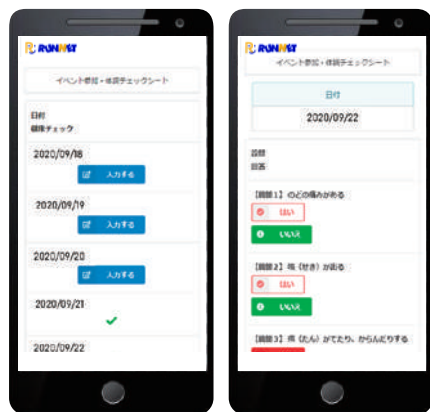 RUNNET
イベント参加・体調チェックシート
日付
健康チェック
2020/09/18
入力する
2020/09/19
入力する
2020/09/20
入力する
2020/09/21
2020/09/22
RUNNET
イベント参加・体調チェックシート
日付
2020/09/22
設問
回答
【質問1】のどの痛みがある
はい
いいえ
【質問2】咳（せき）が出る
はい
いいえ
【質問3】痰（たん）がでたり、からんだりする